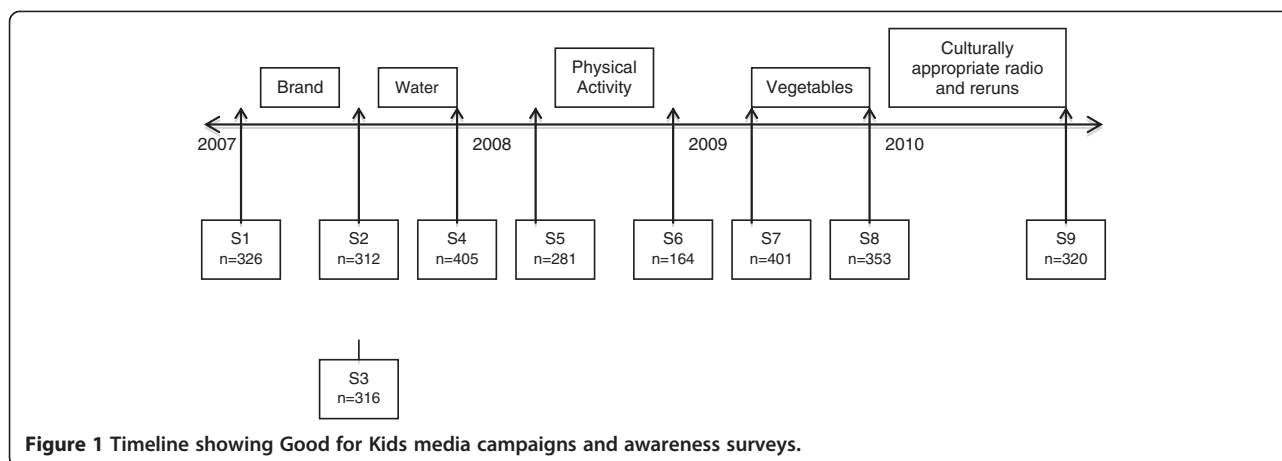 Brand
Water
Physical
Activity
Vegetables
Culturally
appropriate radio
and reruns
2007
2008
2009
2010
S1
n=326
S2
n=312
S4
n=405
S5
n=281
S6
n=164
S7
n=401
S8
n=353
S9
n=320
S3
n=316
Figure 1 Timeline showing Good for Kids media campaigns and awareness surveys.